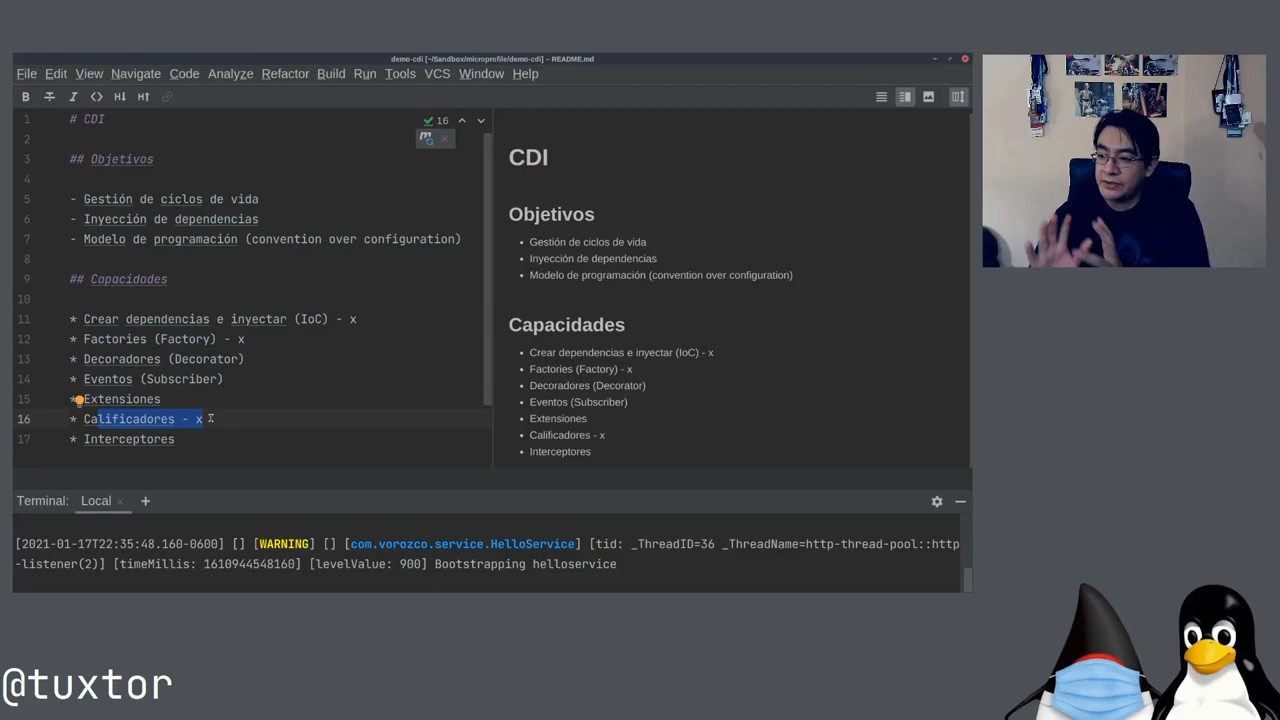 demo-cdi [~/Sandbox/microprofile/demo-cdi] – README.md
File Edit View Navigate Code Analyze Refactor Build Run Tools VCS Window Help
1 # CDI
2
3 ## Objetivos
4
5 - Gestión de ciclos de vida
6 - Inyección de dependencias
7 - Modelo de programación (convention over configuration)
8
9 ## Capacidades
10
11 * Crear dependencias e inyectar (IoC) - x
12 * Factories (Factory) - x
13 * Decoradores (Decorator)
14 * Eventos (Subscriber)
15 * Extensiones
16 * Calificadores - x
17 * Interceptores
16
CDI
Objetivos
• Gestión de ciclos de vida
• Inyección de dependencias
• Modelo de programación (convention over configuration)
Capacidades
• Crear dependencias e inyectar (IoC) - x
• Factories (Factory) - x
• Decoradores (Decorator)
• Eventos (Subscriber)
• Extensiones
• Calificadores - x
• Interceptores
Terminal: Local × +
[2021-01-17T22:35:48.160-0600] [] [WARNING] [] [com.vorozco.service.HelloService] [tid: _ThreadID=36 _ThreadName=http-thread-pool::http
-listener(2)] [timeMillis: 1610944548160] [levelValue: 900] Bootstrapping helloservice
@tuxtor